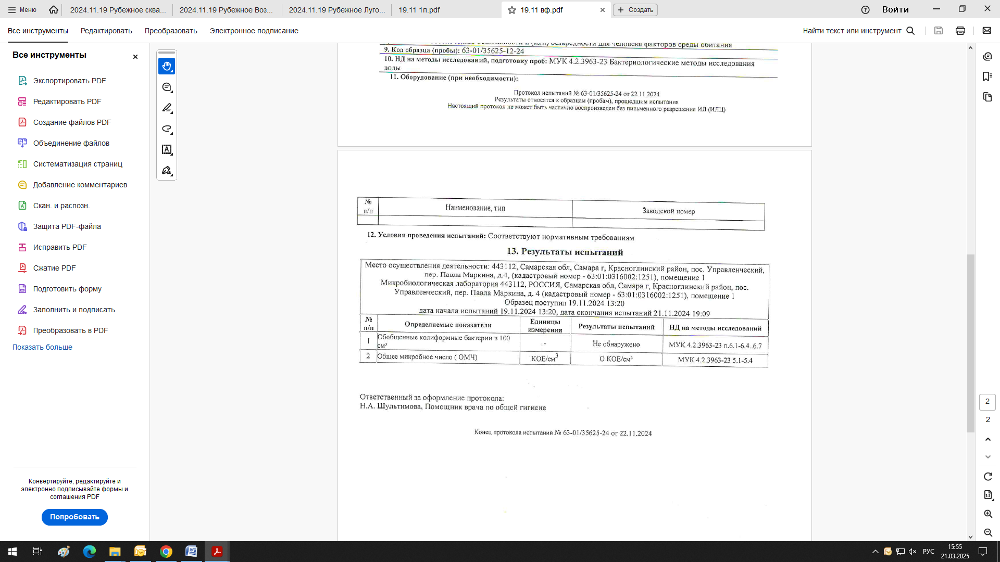 Меню
2024.11.19 Рубежное сква...
2024.11.19 Рубежное Воз...
2024.11.19 Рубежное Луго...
19.11 1п.pdf
19.11 вф.pdf
Создать
Войти
Все инструменты
Редактировать
Преобразовать
Электронное подписание
Найти текст или инструмент
Все инструменты
Экспортировать PDF
Редактировать PDF
Создание файлов PDF
Объединение файлов
Систематизация страниц
Добавление комментариев
Скан. и распозн.
Защита PDF-файла
Исправить PDF
Сжатие PDF
Подготовить форму
Заполнить и подписать
Преобразовать в PDF
Показать больше
Конвертируйте, редактируйте и
электронно подписывайте формы и
соглашения PDF
Попробовать
безопасности и (или) безвредности для человека факторов среды обитания
9. Код образца (пробы): 63-01/35625-12-24
10. НД на методы исследований, подготовку проб: МУК 4.2.3963-23 Бактериологические методы исследования
воды
11. Оборудование (при необходимости):
Протокол испытаний № 63-01/35625-24 от 22.11.2024
Результаты относятся к образцам (пробам), прошедшим испытания
Настоящий протокол не может быть частично воспроизведен без письменного разрешения ИЛ (ИЛЦ)
№ п/п Наименование, тип Заводской номер
12. Условия проведения испытаний: Соответствуют нормативным требованиям
13. Результаты испытаний
Место осуществления деятельности: 443112, Самарская обл, Самара г, Красноглинский район, пос. Управленческий,
пер. Павла Маркина, д.4, (кадастровый номер - 63:01:0316002:1251), помещение 1
Микробиологическая лаборатория 443112, РОССИЯ, Самарская обл, Самара г, Красноглинский район, пос.
Управленческий, пер. Павла Маркина, д. 4 (кадастровый номер - 63:01:0316002:1251), помещение 1
Образец поступил 19.11.2024 13:20
дата начала испытаний 19.11.2024 13:20, дата окончания испытаний 21.11.2024 19:09
№ п/п Определяемые показатели Единицы измерения Результаты испытаний НД на методы исследований
1 Обобщенные колиформные бактерии в 100 см³ - Не обнаружено МУК 4.2.3963-23 п.6.1-6.4..6.7
2 Общее микробное число ( ОМЧ) КОЕ/см3 О КОЕ/см³ МУК 4.2.3963-23 5.1-5.4
Ответственный за оформление протокола:
Н.А. Шультимова, Помощник врача по общей гигиене
Конец протокола испытаний № 63-01/35625-24 от 22.11.2024
2
2
РУС
15:55
21.03.2025